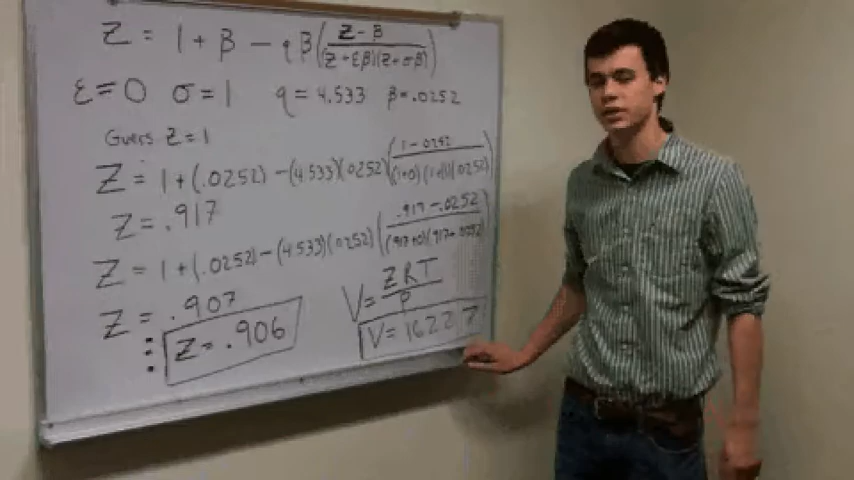 Z = 1 + β - qβ(Z - β / (Z + εβ)(Z + σβ))
ε = 0 σ = 1 q = 4.533 β = .0252
Guess Z = 1
Z = 1 + (.0252) - (4.533)(.0252)(1 - .0252 / (1+0)(1+(1)(.0252)))
Z = .917
Z = 1 + (.0252) - (4.533)(.0252)(.917 - .0252 / (.917+0)(.917+.0252))
Z = .907
V = ZRT / P
Z = .906
V = 1622.7